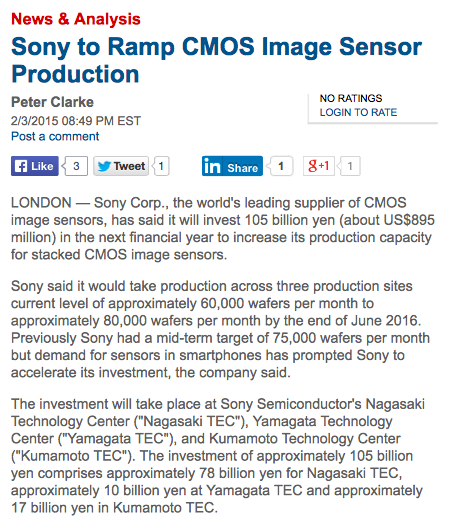 News & Analysis
Sony to Ramp CMOS Image Sensor
Production
Peter Clarke
2/3/2015 08:49 PM EST
Post a comment
NO RATINGS
LOGIN TO RATE
f Like 3 Tweet 1 in Share 1 g+1 1
LONDON — Sony Corp., the world's leading supplier of CMOS
image sensors, has said it will invest 105 billion yen (about US$895
million) in the next financial year to increase its production capacity
for stacked CMOS image sensors.
Sony said it would take production across three production sites
current level of approximately 60,000 wafers per month to
approximately 80,000 wafers per month by the end of June 2016.
Previously Sony had a mid-term target of 75,000 wafers per month
but demand for sensors in smartphones has prompted Sony to
accelerate its investment, the company said.
The investment will take place at Sony Semiconductor's Nagasaki
Technology Center ("Nagasaki TEC"), Yamagata Technology
Center ("Yamagata TEC"), and Kumamoto Technology Center
("Kumamoto TEC"). The investment of approximately 105 billion
yen comprises approximately 78 billion yen for Nagasaki TEC,
approximately 10 billion yen at Yamagata TEC and approximately
17 billion yen in Kumamoto TEC.